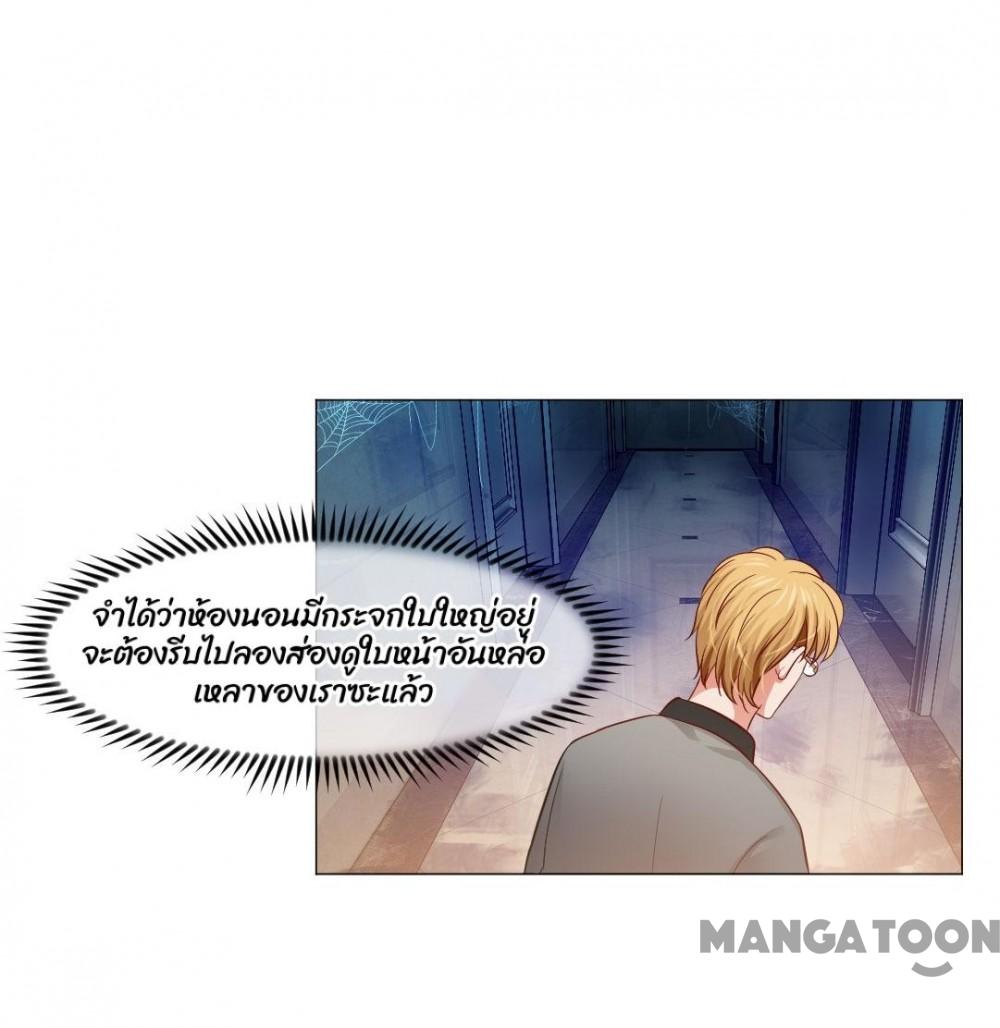 จำได้ว่าห้องนอนมีกระจกใบใหญ่อยู่
จะต้องรีบไปลองส่องดูใบหน้าอันหล่อ
เหลาของเราซะแล้ว
MANGATOON